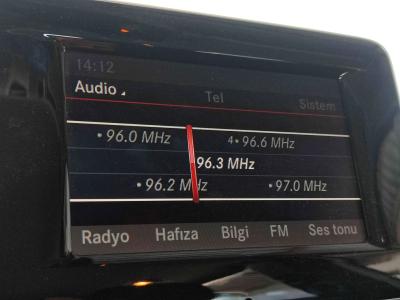 14:12
Audio Tel Sistem
• 96.0 MHz 4• 96.6 MHz
96.3 MHz
• 96.2 MHz • 97.0 MHz
Radyo Hafıza Bilgi FM Ses tonu